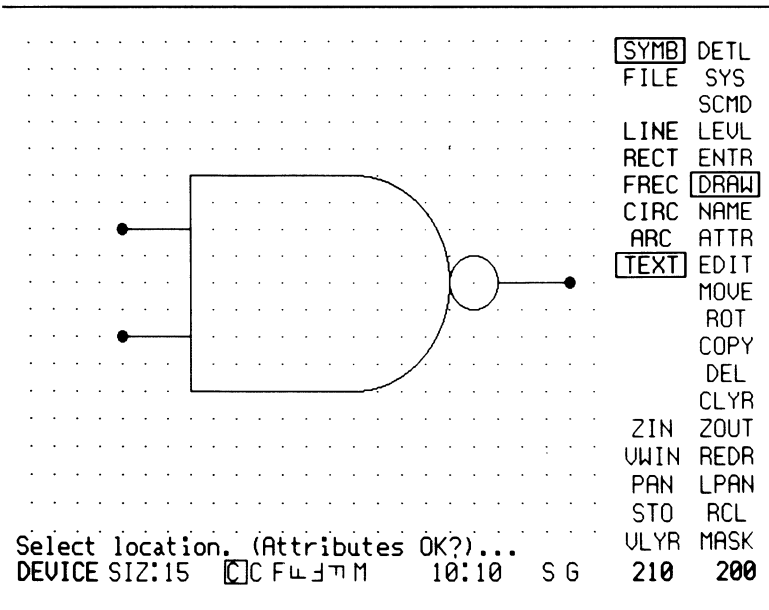 SYMB DETL
FILE SYS
SCMD
LINE LEVL
RECT ENTR
FREC DRAW
CIRC NAME
ARC ATTR
TEXT EDIT
MOVE
ROT
COPY
DEL
CLYR
ZIN ZOUT
VWIN REDR
PAN LPAN
STO RCL
VLYR MASK
Select location. (Attributes OK?)...
DEVICE SIZ:15 C C F F F F M 10:10 S G 210 200